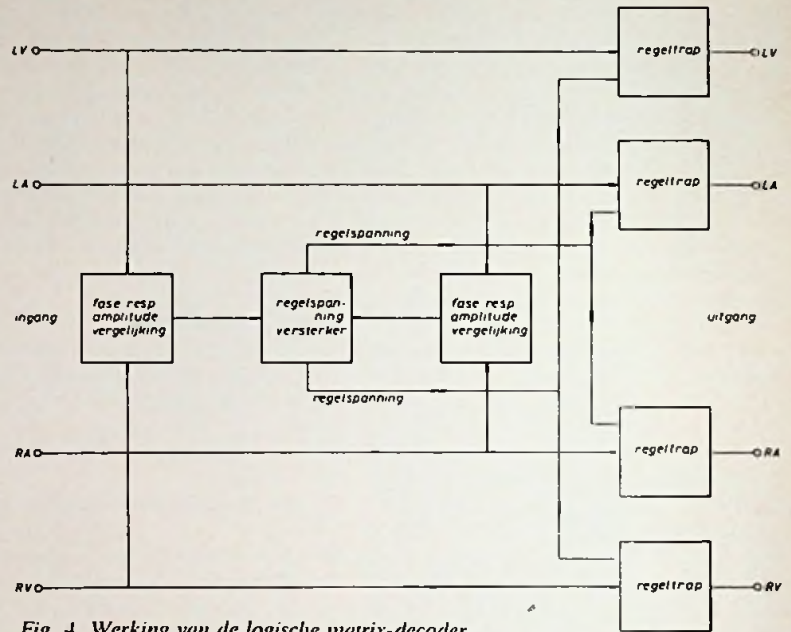 LV
regeltrap
LV
LA
regeltrap
LA
regelspanning
ingang
fase resp
amplitude
vergelijking
regelspan-
ning
versterker
fase resp
amplitude
vergelijking
uitgang
regelspanning
RA
regeltrap
RA
RV
regeltrap
RV
Fig. 4 Werking van de logische matrix-decoder